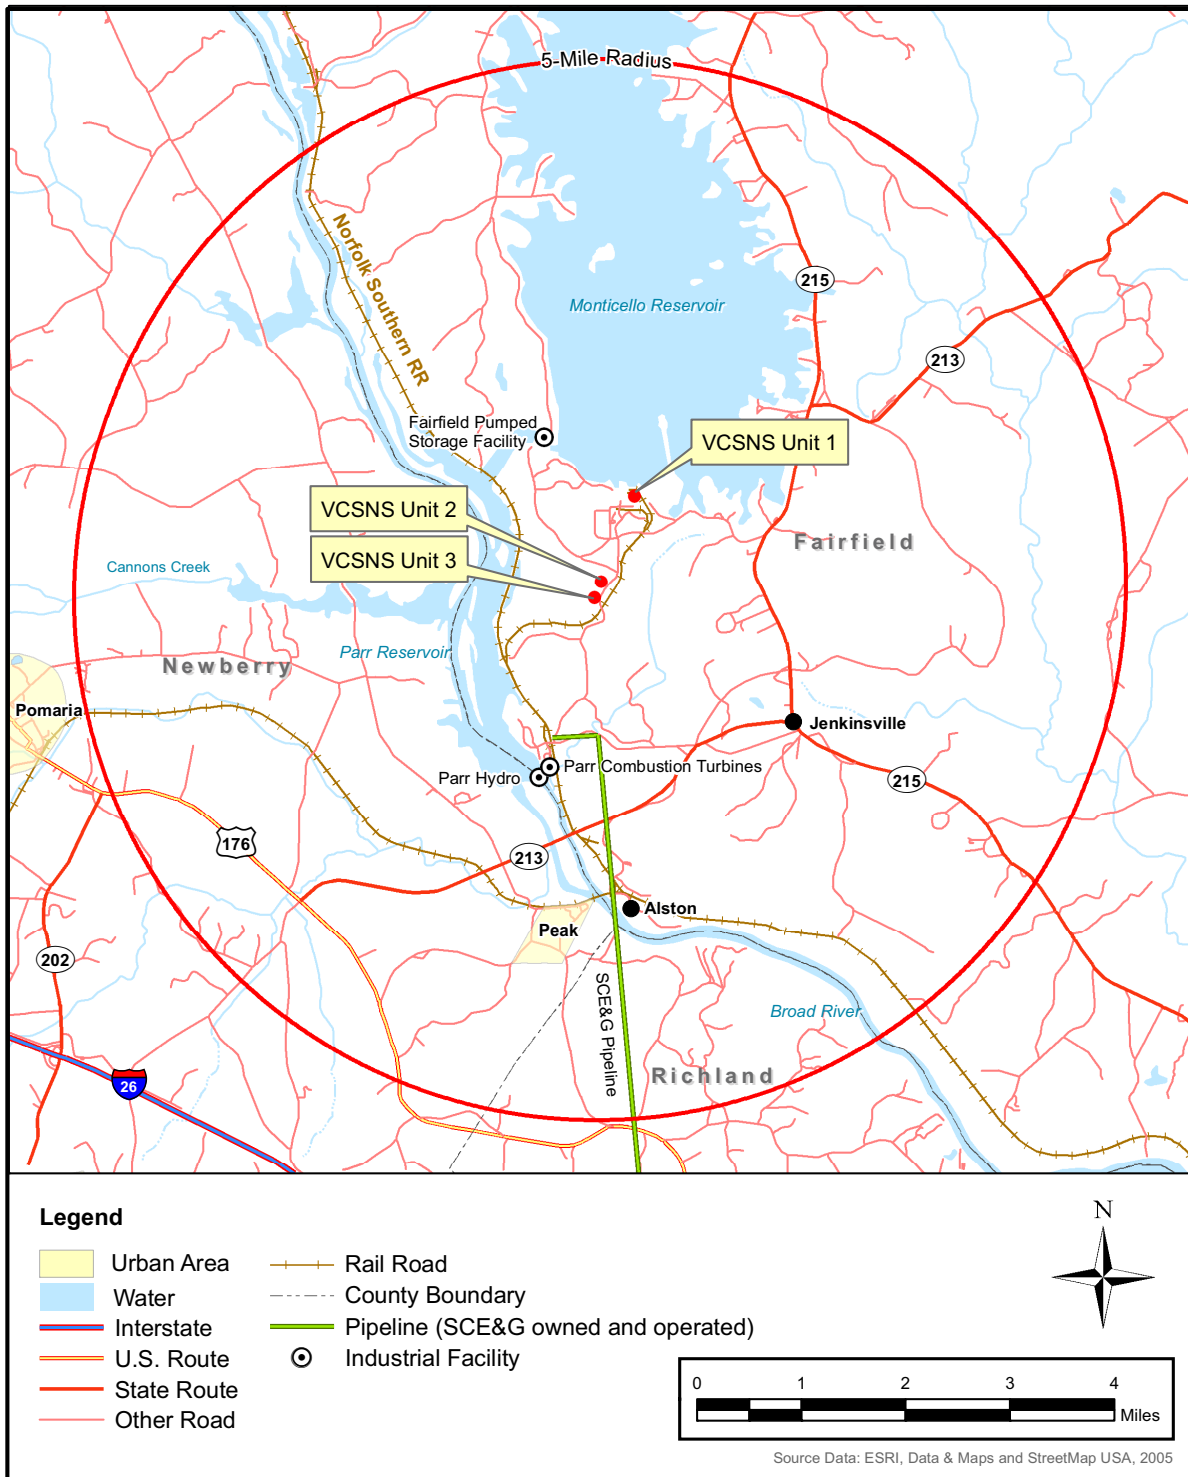 5-Mile Radius
Norfolk Southern RR
215
Monticello Reservoir
213
Fairfield Pumped
Storage Facility
VCSNS Unit 1
VCSNS Unit 2
Fairfield
VCSNS Unit 3
Cannons Creek
Parr Reservoir
Newberry
Pomaria
Jenkinsville
Parr Combustion Turbines
Parr Hydro
215
176
213
Alston
Peak
202
SCE&G Pipeline
Broad River
Richland
26
Legend
Urban Area
Water
Interstate
U.S. Route
State Route
Other Road
Rail Road
County Boundary
Pipeline (SCE&G owned and operated)
Industrial Facility
N
0 1 2 3 4
Miles
Source Data: ESRI, Data & Maps and StreetMap USA, 2005